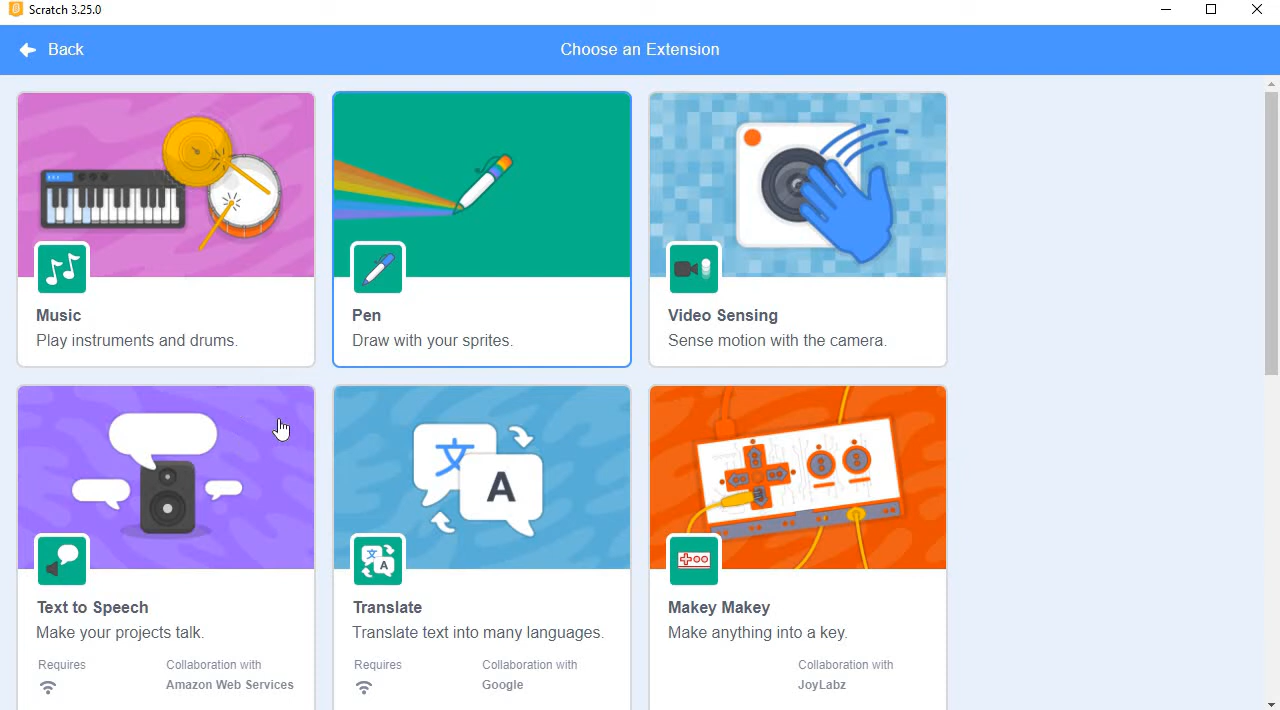 Scratch 3.25.0
Back
Choose an Extension
Music
Play instruments and drums.
Pen
Draw with your sprites.
Video Sensing
Sense motion with the camera.
文
A
文
A
Text to Speech
Make your projects talk.
Requires
Collaboration with
Amazon Web Services
Translate
Translate text into many languages.
Requires
Collaboration with
Google
Makey Makey
Make anything into a key.
Collaboration with
JoyLabz